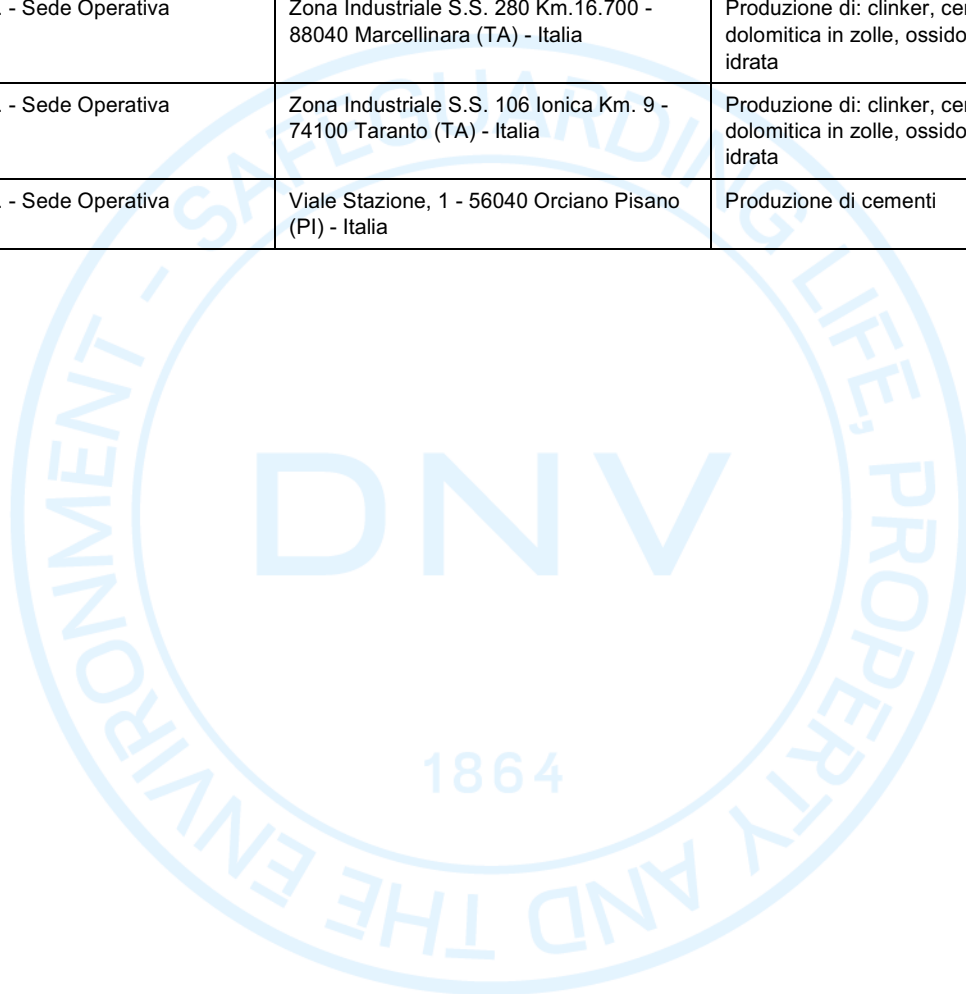 . - Sede Operativa
Zona Industriale S.S. 280 Km.16.700 -
88040 Marcellinara (TA) - Italia
Produzione di: clinker,
dolomitica in zolle, ossido
idrata
. - Sede Operativa
Zona Industriale S.S. 106 Ionica Km. 9 -
74100 Taranto (TA) - Italia
Produzione di: clinker,
dolomitica in zolle, ossido
idrata
. - Sede Operativa
Viale Stazione, 1 - 56040 Orciano Pisano
(PI) - Italia
Produzione di cementi
SAFEGUARDING LIFE, PROPERTY AND THE ENVIRONMENT -
DNV
1864